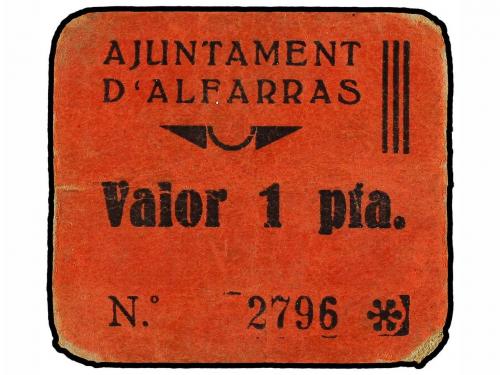 AJUNTAMENT
D'ALFARRAS
Valor 1 pta.
N.° 2796